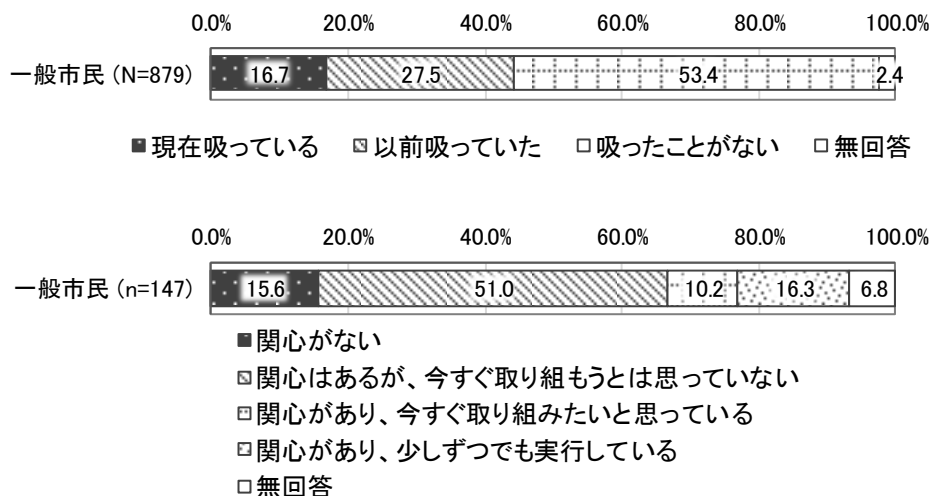 0.0% 20.0% 40.0% 60.0% 80.0% 100.0%
一般市民 (N=879) 16.7 27.5 53.4 2.4
現在吸っている 以前吸っていた 吸ったことがない 無回答
0.0% 20.0% 40.0% 60.0% 80.0% 100.0%
一般市民 (n=147) 15.6 51.0 10.2 16.3 6.8
関心がない
関心はあるが、今すぐ取り組もうとは思っていない
関心があり、今すぐ取り組みたいと思っている
関心があり、少しずつでも実行している
無回答